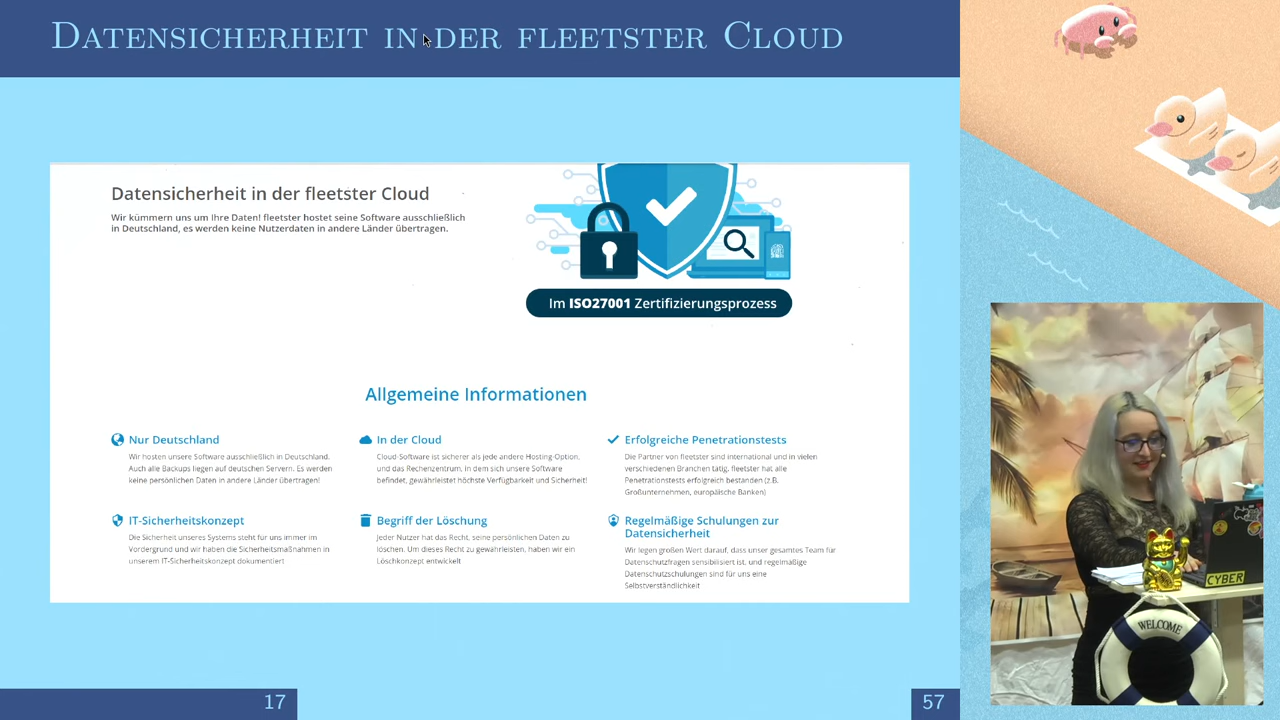 Datensicherheit in der fleetster Cloud
Datensicherheit in der fleetster Cloud
Wir kümmern uns um Ihre Daten! fleetster hostet seine Software ausschließlich
in Deutschland, es werden keine Nutzerdaten in andere Länder übertragen.
Im ISO27001 Zertifizierungsprozess
Allgemeine Informationen
Nur Deutschland
Wir hosten unsere Software ausschließlich in Deutschland.
Auch alle Backups liegen auf deutschen Servern. Es werden
keine persönlichen Daten in andere Länder übertragen!
In der Cloud
Cloud-Software ist sicherer als jede andere Hosting-Option,
und das Rechenzentrum, in dem sich unsere Software
befindet, gewährleistet höchste Verfügbarkeit und Sicherheit!
Erfolgreiche Penetrationstests
Die Partner von fleetster sind international und in vielen
verschiedenen Branchen tätig. fleetster hat alle
Penetrationstests erfolgreich bestanden (z.B.
Großunternehmen, europäische Banken)
IT-Sicherheitskonzept
Die Sicherheit unseres Systems steht für uns immer im
Vordergrund und wir haben die Sicherheitsmaßnahmen in
unserem IT-Sicherheitskonzept dokumentiert
Begriff der Löschung
Jeder Nutzer hat das Recht, seine persönlichen Daten zu
löschen. Um dieses Recht zu gewährleisten, haben wir ein
Löschkonzept entwickelt
Regelmäßige Schulungen zur
Datensicherheit
Wir legen großen Wert darauf, dass unser gesamtes Team für
Datenschutzfragen sensibilisiert ist, und regelmäßige
Datenschutzschulungen sind für uns eine
Selbstverständlichkeit
17
57
CYBER
WELCOME